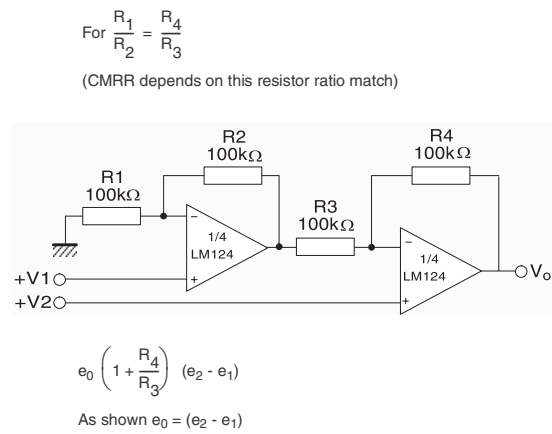 For R1/R2 = R4/R3
(CMRR depends on this resistor ratio match)
R1
100kΩ
R2
100kΩ
R3
100kΩ
R4
100kΩ
–
1/4
LM124
+
–
1/4
LM124
+
+V1
+V2
Vo
e0 (1 + R4/R3) (e2 - e1)
As shown e0 = (e2 - e1)